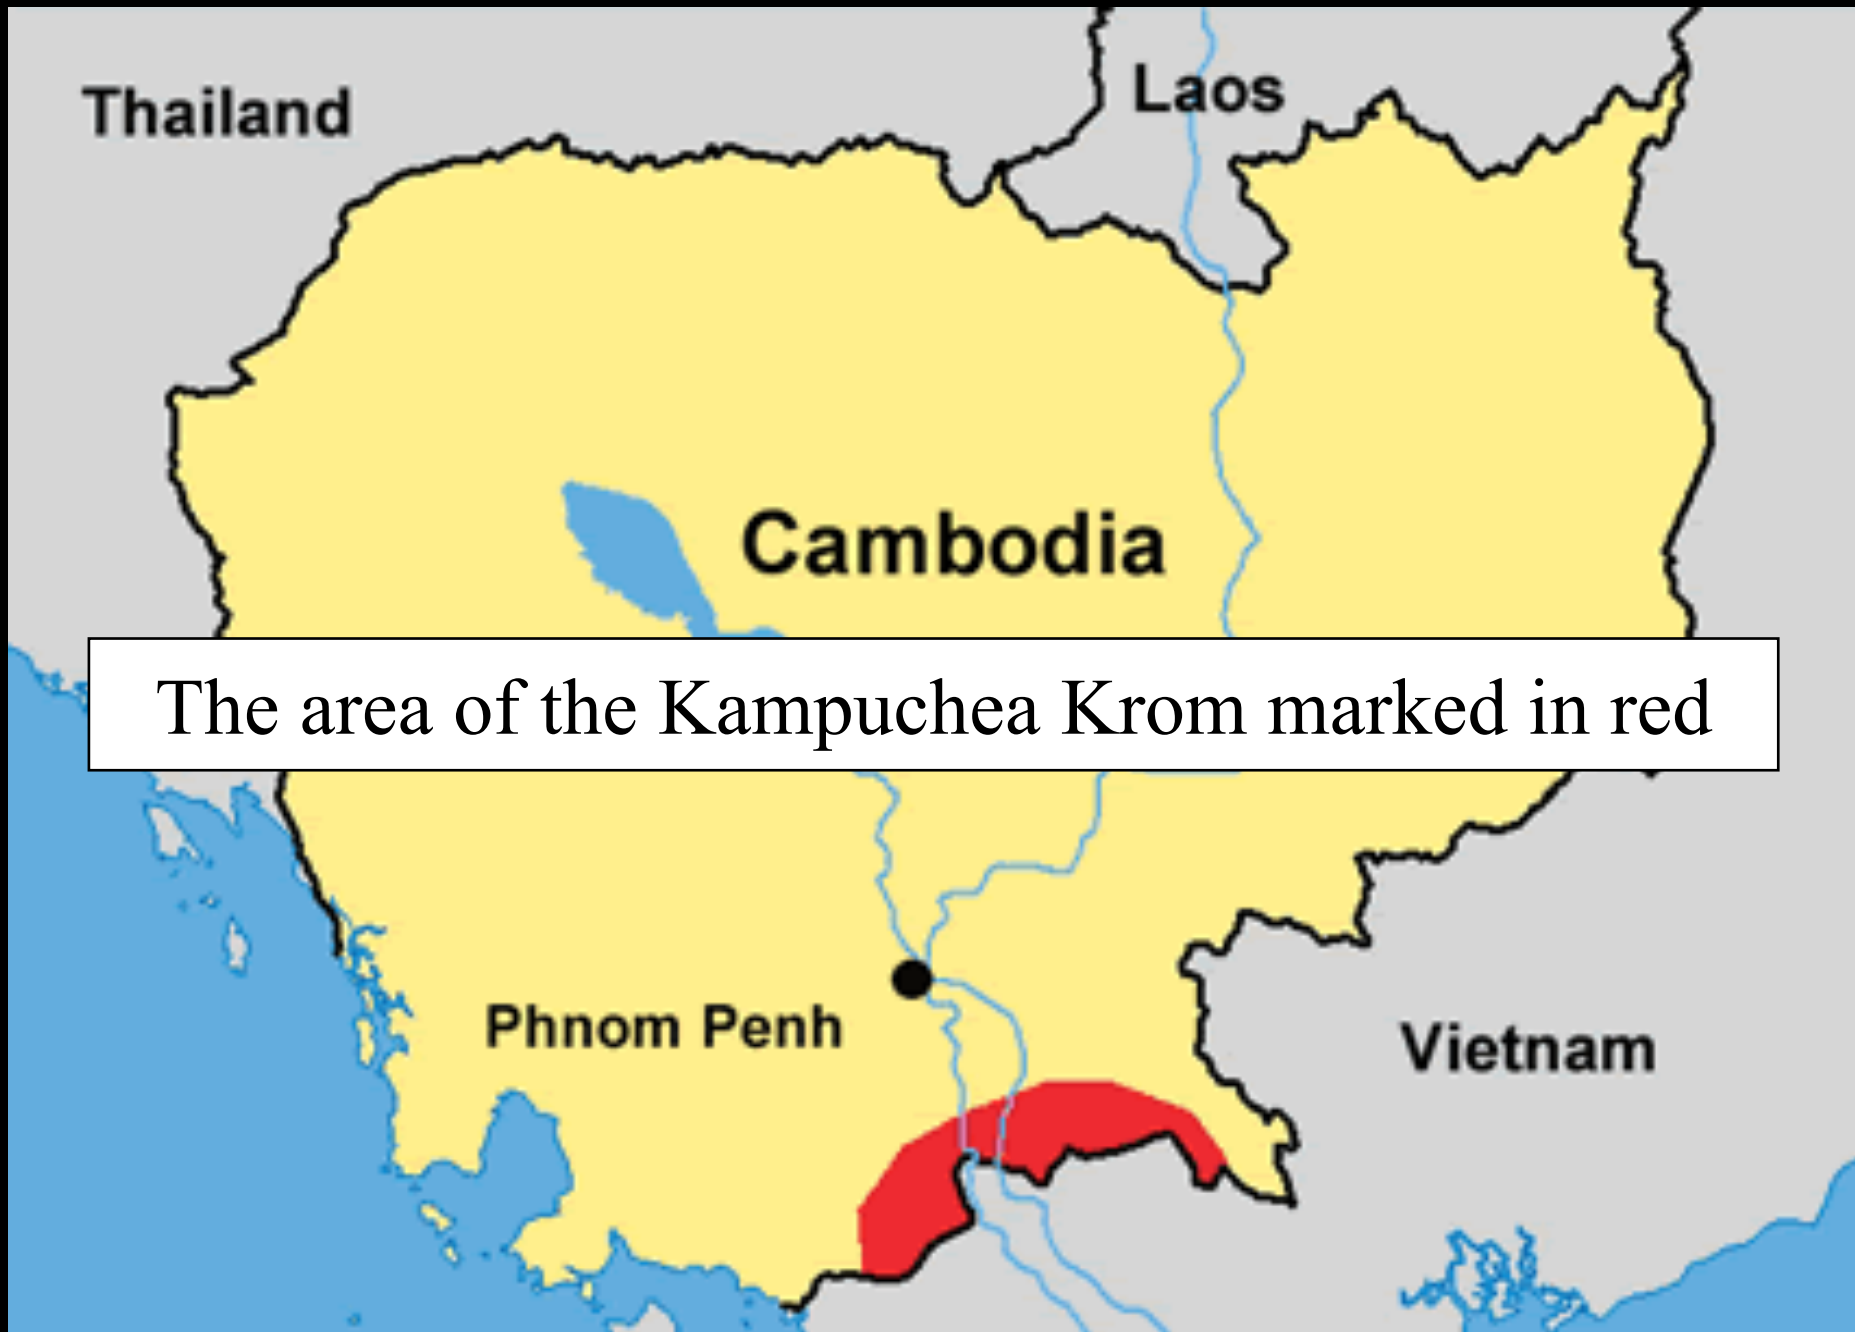 Thailand
Laos
Cambodia
The area of the Kampuchea Krom marked in red
Phnom Penh
Vietnam